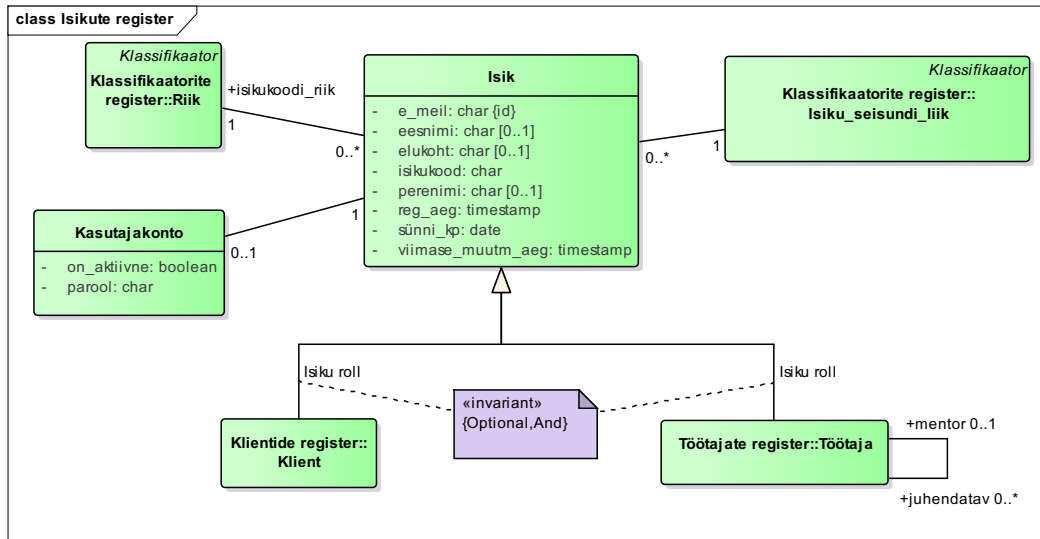 class Isikute register
Klassifikaator
Klassifikaatorite
register::Riik
+isikukoodi_riik
1
0..*
Isik
- e_meil: char {id}
- eesnimi: char [0..1]
- elukoht: char [0..1]
- isikukood: char
- perenimi: char [0..1]
- reg_aeg: timestamp
- sünni_kp: date
- viimase_muutm_aeg: timestamp
Klassifikaator
Klassifikaatorite register::
Isiku_seisundi_liik
0..*
1
Kasutajakonto
- on_aktiivne: boolean
- parool: char
1
0..1
Isiku roll
Isiku roll
«invariant»
{Optional,And}
Klientide register::
Klient
Töötajate register::Töötaja
+mentor 0..1
+juhendatav 0..*